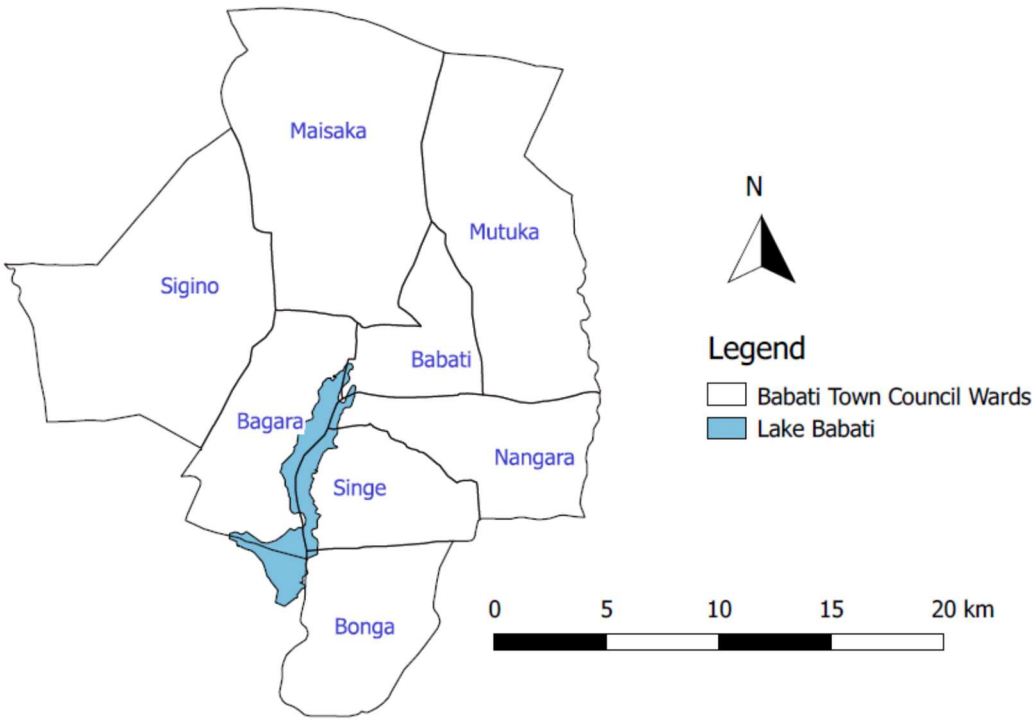 Maisaka
N
Mutuka
Sigino
Legend
Babati
Babati Town Council Wards
Bagara
Lake Babati
Nangara
Singe
0 5 10 15 20 km
Bonga